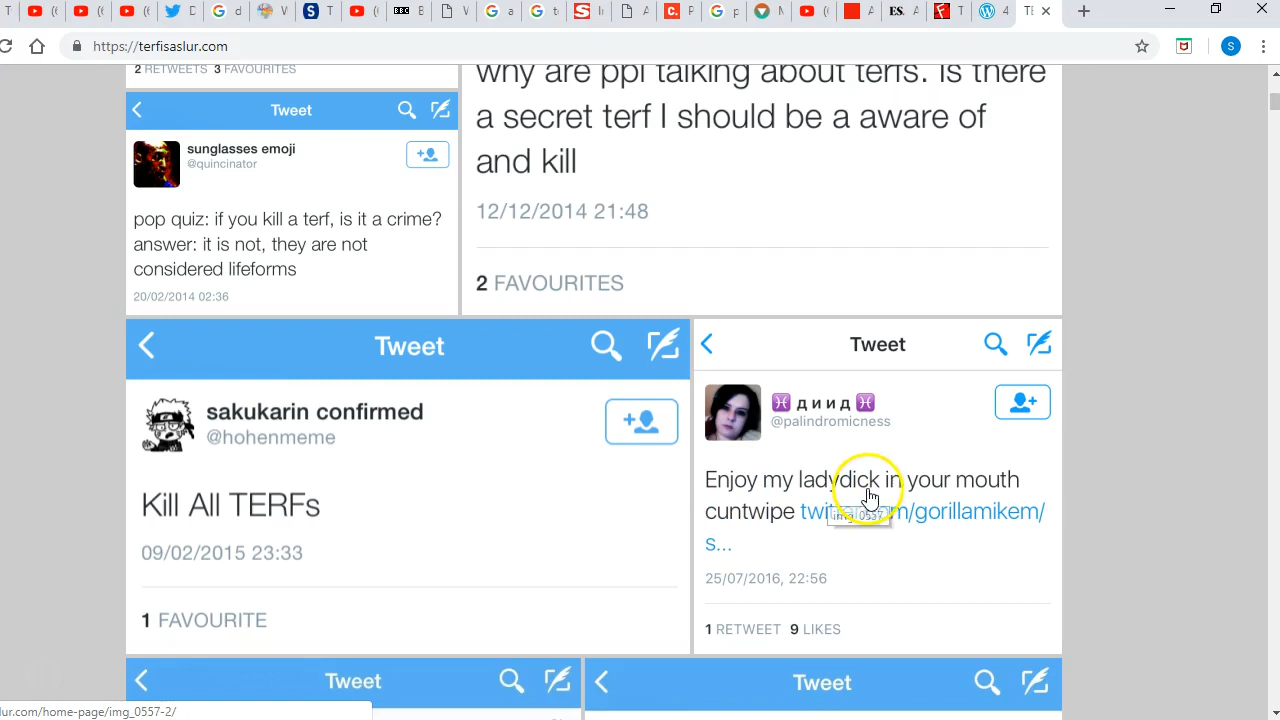 https://terfisaslur.com
2 RETWEETS 3 FAVOURITES
Tweet
sunglasses emoji
@quincinator
pop quiz: if you kill a terf, is it a crime?
answer: it is not, they are not
considered lifeforms
20/02/2014 02:36
why are ppl talking about terfs. Is there
a secret terf I should be a aware of
and kill
12/12/2014 21:48
2 FAVOURITES
Tweet
sakukarin confirmed
@hohenmeme
Kill All TERFs
09/02/2015 23:33
1 FAVOURITE
Tweet
♓ диид ♓
@palindromicness
Enjoy my ladydick in your mouth
cuntwipe twi m/gorillamikem/
s...
img_0557
25/07/2016, 22:56
1 RETWEET 9 LIKES
Tweet
Tweet
lur.com/home-page/img_0557-2/